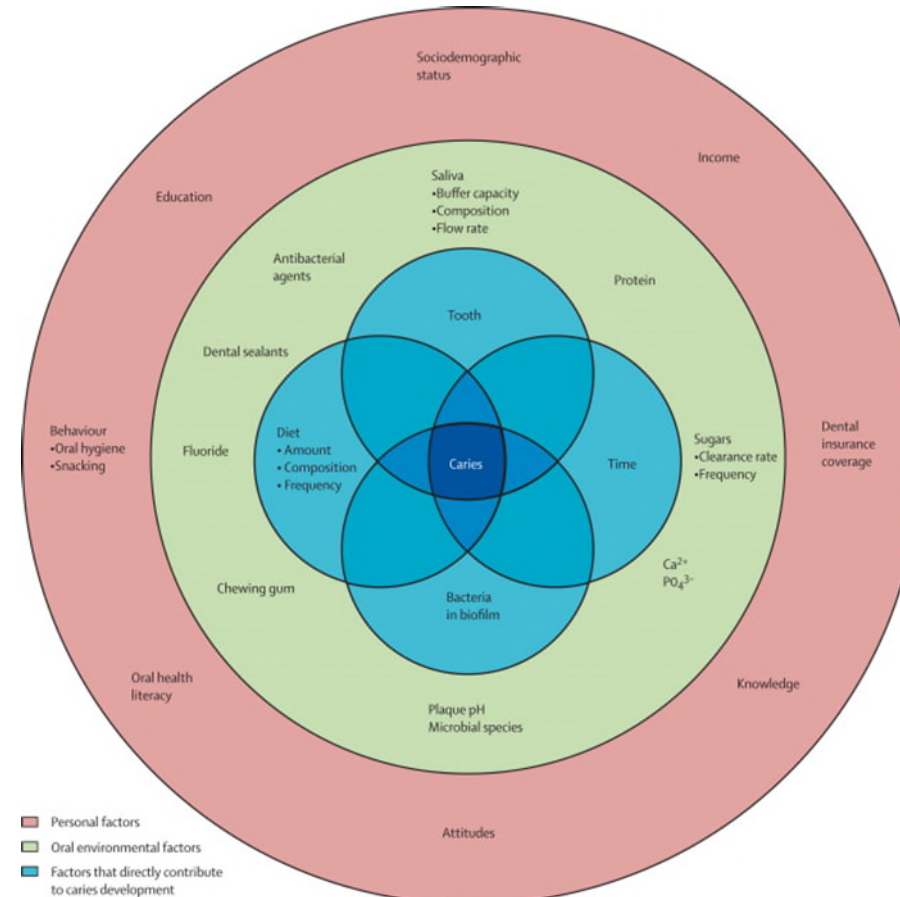 Sociodemographic
status
Income
Education
Saliva
•Buffer capacity
•Composition
•Flow rate
Antibacterial
agents
Protein
Tooth
Dental sealants
Behaviour
•Oral hygiene
•Snacking
Fluoride
Diet
• Amount
• Composition
• Frequency
Caries
Time
Sugars
•Clearance rate
•Frequency
Dental
insurance
coverage
Chewing gum
Bacteria
in biofilm
Ca²⁺
PO₄³⁻
Oral health
literacy
Plaque pH
Microbial species
Knowledge
Attitudes
Personal factors
Oral environmental factors
Factors that directly contribute
to caries development